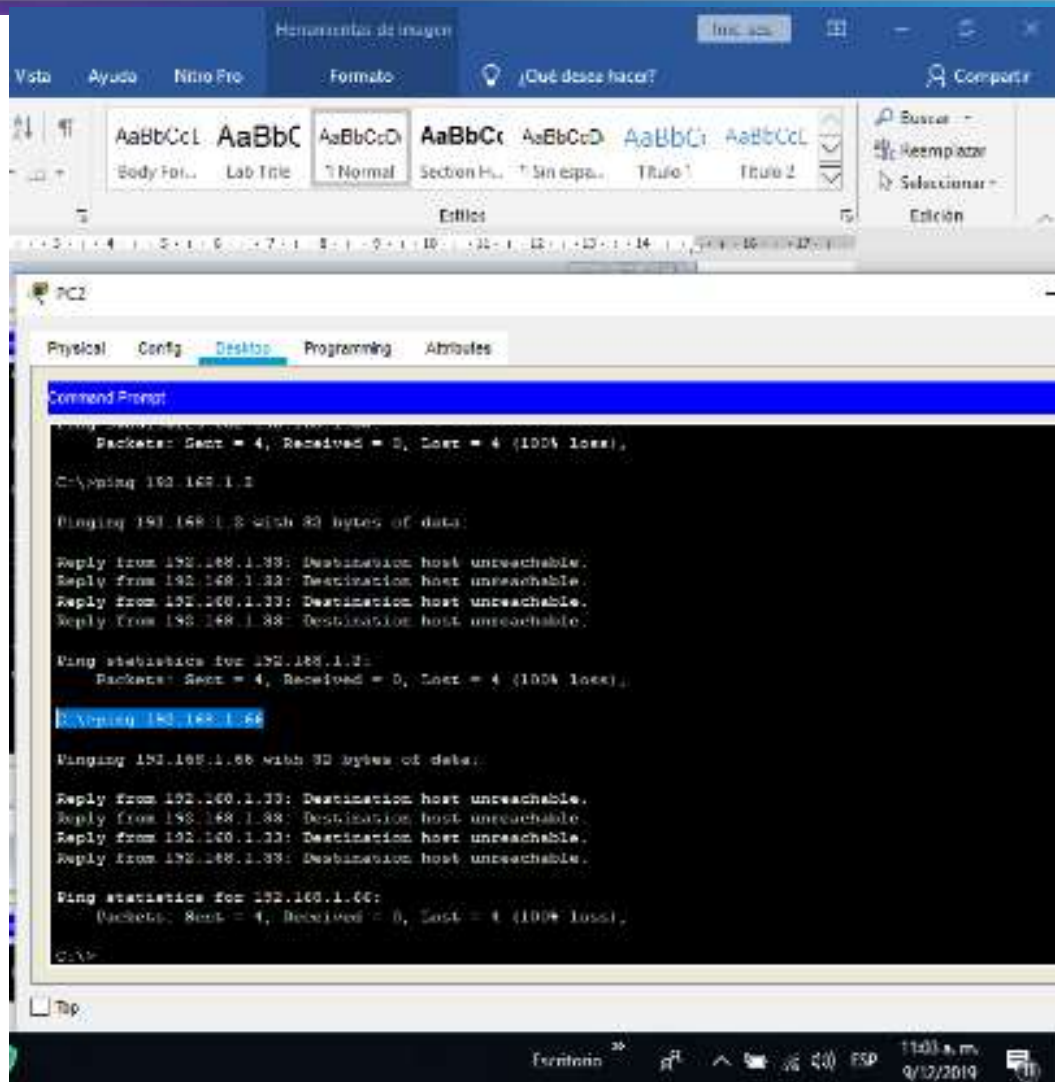 Herramientas de imagen
Inic. ses.
Vista Ayuda Nitro Pro Formato ¿Qué desea hacer? Compartir
AaBbCcL AaBbC AaBbCcD AaBbCc AaBbCcD AaBbC AaBbCcL
Body Fon... Lab Title 1 Normal Section H... 1 Sin espa... Título 1 Título 2
Buscar
Reemplazar
Seleccionar
Estilos
Edición
PC2
Physical Config Desktop Programming Attributes
Command Prompt
Packets: Sent = 4, Received = 0, Lost = 4 (100% loss),
C:\>ping 192.168.1.2
Pinging 192.168.1.2 with 32 bytes of data:
Reply from 192.168.1.33: Destination host unreachable.
Reply from 192.168.1.33: Destination host unreachable.
Reply from 192.168.1.33: Destination host unreachable.
Reply from 192.168.1.33: Destination host unreachable.
Ping statistics for 192.168.1.2:
Packets: Sent = 4, Received = 0, Lost = 4 (100% loss),
C:\>ping 192.168.1.66
Pinging 192.168.1.66 with 32 bytes of data:
Reply from 192.168.1.33: Destination host unreachable.
Reply from 192.168.1.33: Destination host unreachable.
Reply from 192.168.1.33: Destination host unreachable.
Reply from 192.168.1.33: Destination host unreachable.
Ping statistics for 192.168.1.66:
Packets: Sent = 4, Received = 0, Lost = 4 (100% loss),
C:\>
Top
Escritorio ESP 11:03 a. m.
9/12/2019